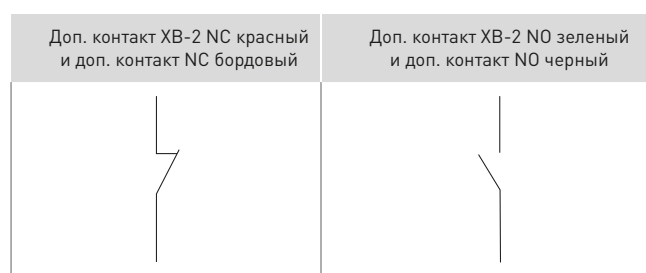 Доп. контакт XB-2 NC красный
и доп. контакт NC бордовый
Доп. контакт XB-2 NO зеленый
и доп. контакт NO черный